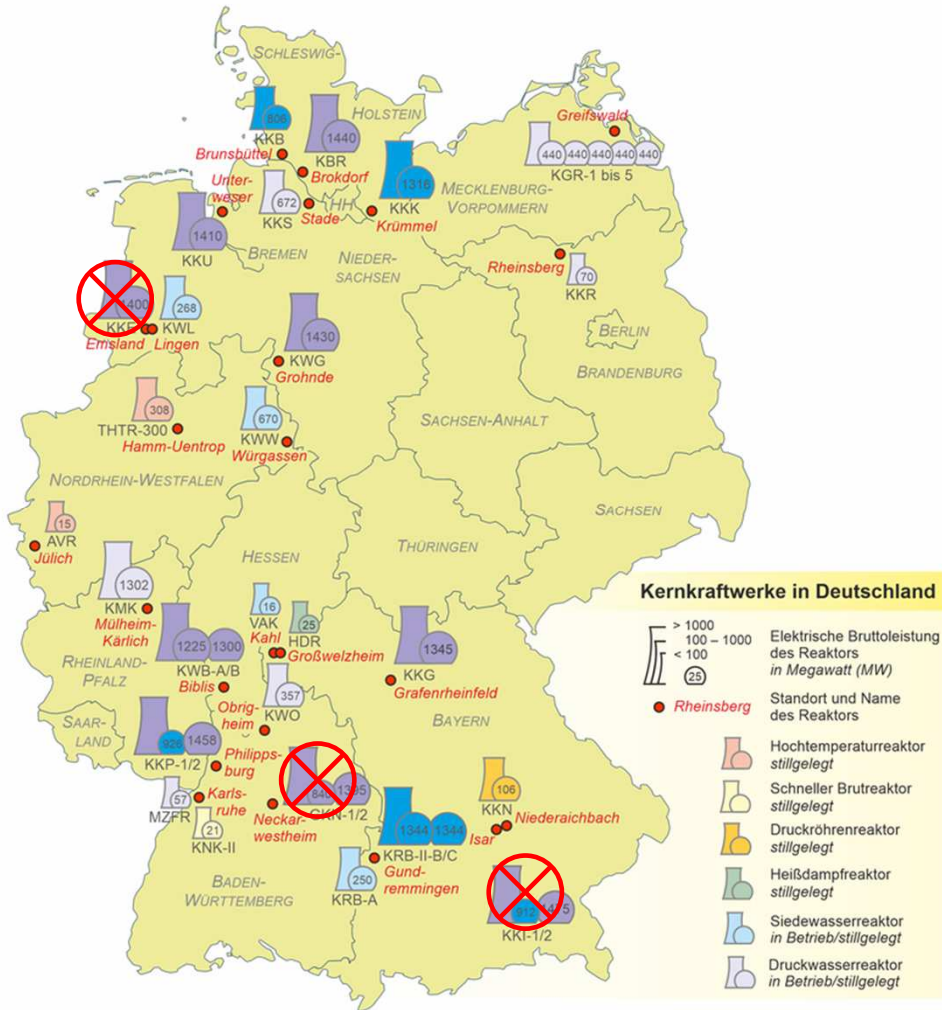 SCHLESWIG-
HOLSTEIN
806
KKB
Brunsbüttel
1440
KBR
Brokdorf
Greifswald
440 440 440 440 440
KGR-1 bis 5
1316
KKK
Krümmel
MECKLENBURG-
VORPOMMERN
Unter-
weser
672
KKS
Stade
HH
1410
KKU
BREMEN
NIEDER-
SACHSEN
Rheinsberg
70
KKR
1400
Emsland
268
KWL
Lingen
1430
KWG
Grohnde
BERLIN
BRANDENBURG
308
THTR-300
Hamm-Uentrop
670
KWW
Würgassen
SACHSEN-ANHALT
NORDRHEIN-WESTFALEN
SACHSEN
15
AVR
Jülich
HESSEN
THÜRINGEN
1302
KMK
Mülheim-
Kärlich
16
VAK
Kahl
25
HDR
Großwelzheim
1225 1300
KWB-A/B
Biblis
1345
KKG
Grafenrheinfeld
RHEINLAND-
PFALZ
357
KWO
Obrig-
heim
BAYERN
SAAR-
LAND
926 1458
KKP-1/2
Philipps-
burg
840 1395
GKN-1/2
Neckar-
westheim
57
MZFR
Karls-
ruhe
21
KNK-II
106
KKN
Niederaichbach
1344 1344
KRB-II-B/C
Gund-
remmingen
Isar
250
KRB-A
BADEN-
WÜRTTEMBERG
912
KKI-1/2
Kernkraftwerke in Deutschland
> 1000
100 – 1000
< 100
25
Elektrische Bruttoleistung
des Reaktors
in Megawatt (MW)
Rheinsberg
Standort und Name
des Reaktors
Hochtemperaturreaktor
stillgelegt
Schneller Brutreaktor
stillgelegt
Druckröhrenreaktor
stillgelegt
Heißdampfreaktor
stillgelegt
Siedewasserreaktor
in Betrieb/stillgelegt
Druckwasserreaktor
in Betrieb/stillgelegt